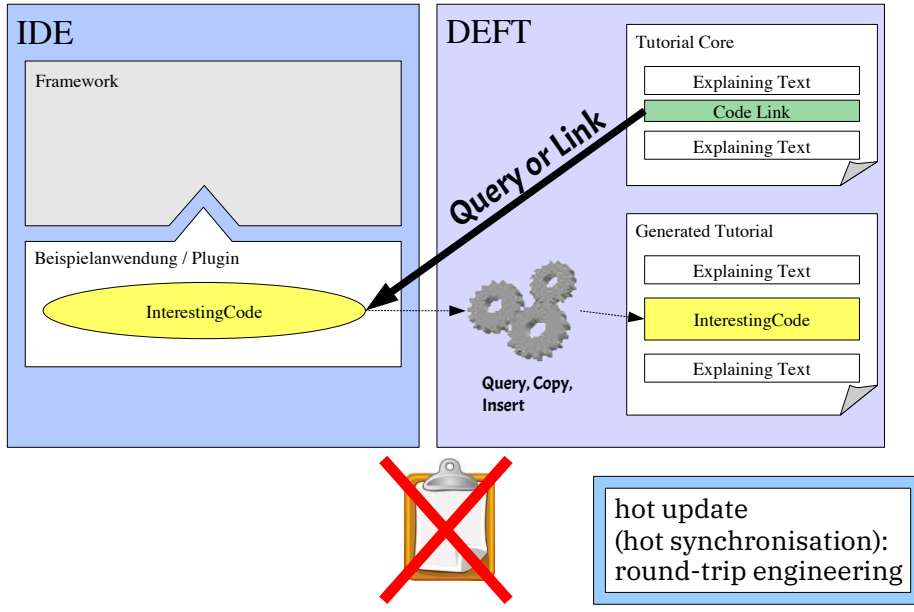 IDE
Framework
Beispielanwendung / Plugin
InterestingCode
DEFT
Tutorial Core
Explaining Text
Code Link
Explaining Text
Query or Link
Generated Tutorial
Explaining Text
InterestingCode
Explaining Text
Query, Copy,
Insert
hot update
(hot synchronisation):
round-trip engineering